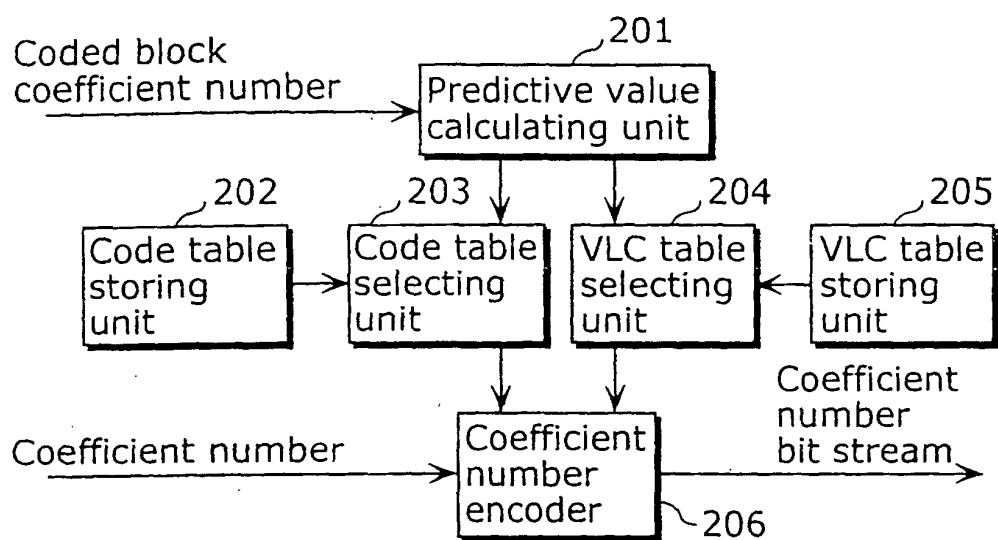 201
Coded block
coefficient number
Predictive value
calculating unit
202
203
204
205
Code table
storing
unit
Code table
selecting
unit
VLC table
selecting
unit
VLC table
storing
unit
Coefficient
number
bit stream
Coefficient number
Coefficient
number
encoder
206